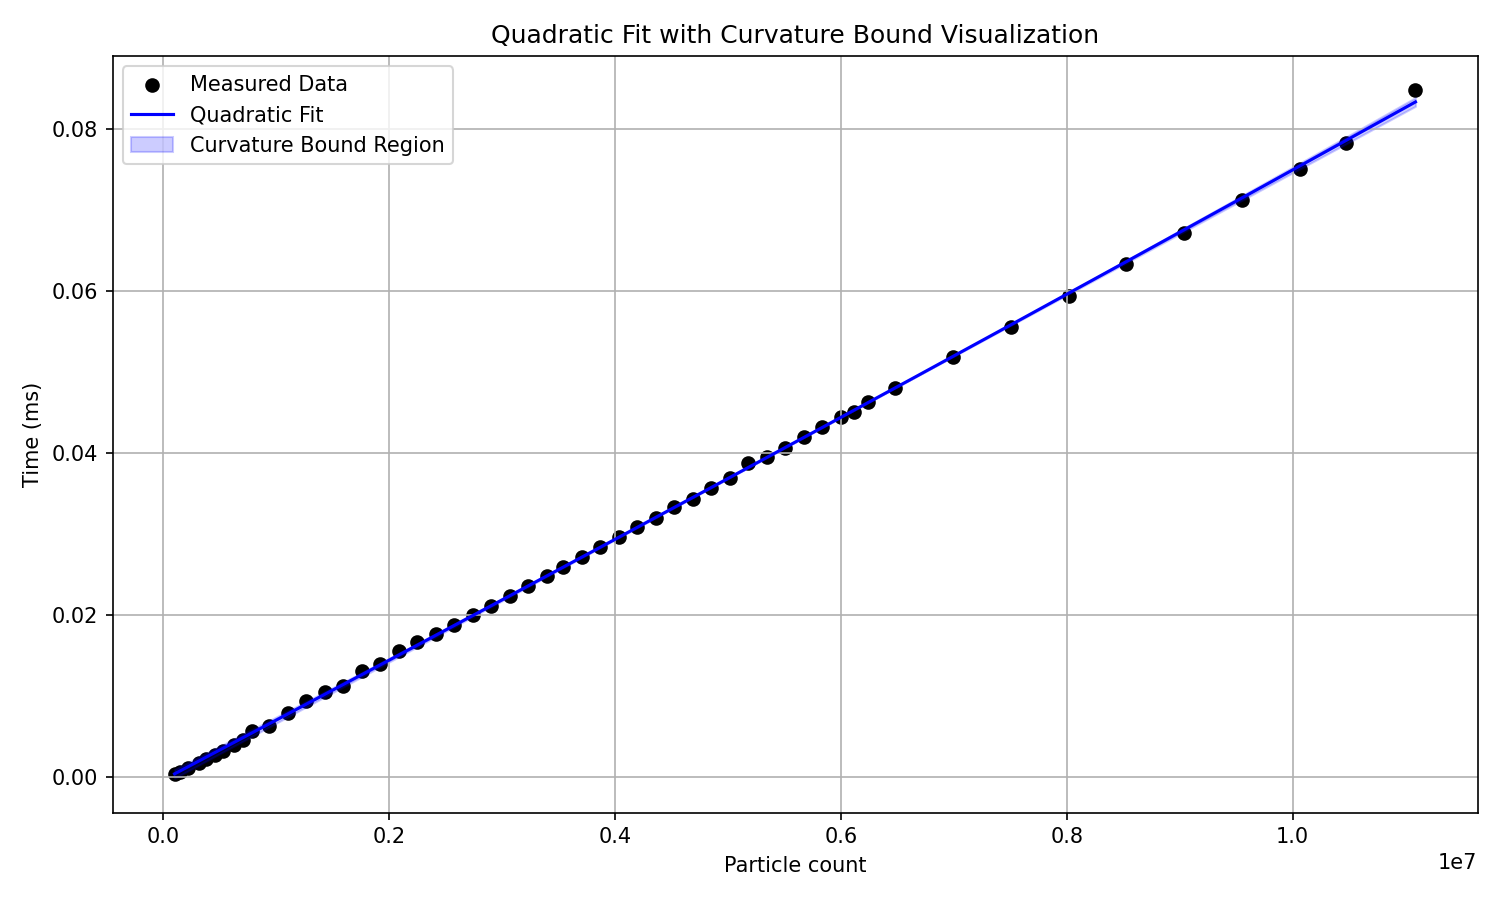 Quadratic Fit with Curvature Bound Visualization
Measured Data
Quadratic Fit
Curvature Bound Region
Time (ms)
0.08
0.06
0.04
0.02
0.00
0.0 0.2 0.4 0.6 0.8 1.0
1e7
Particle count